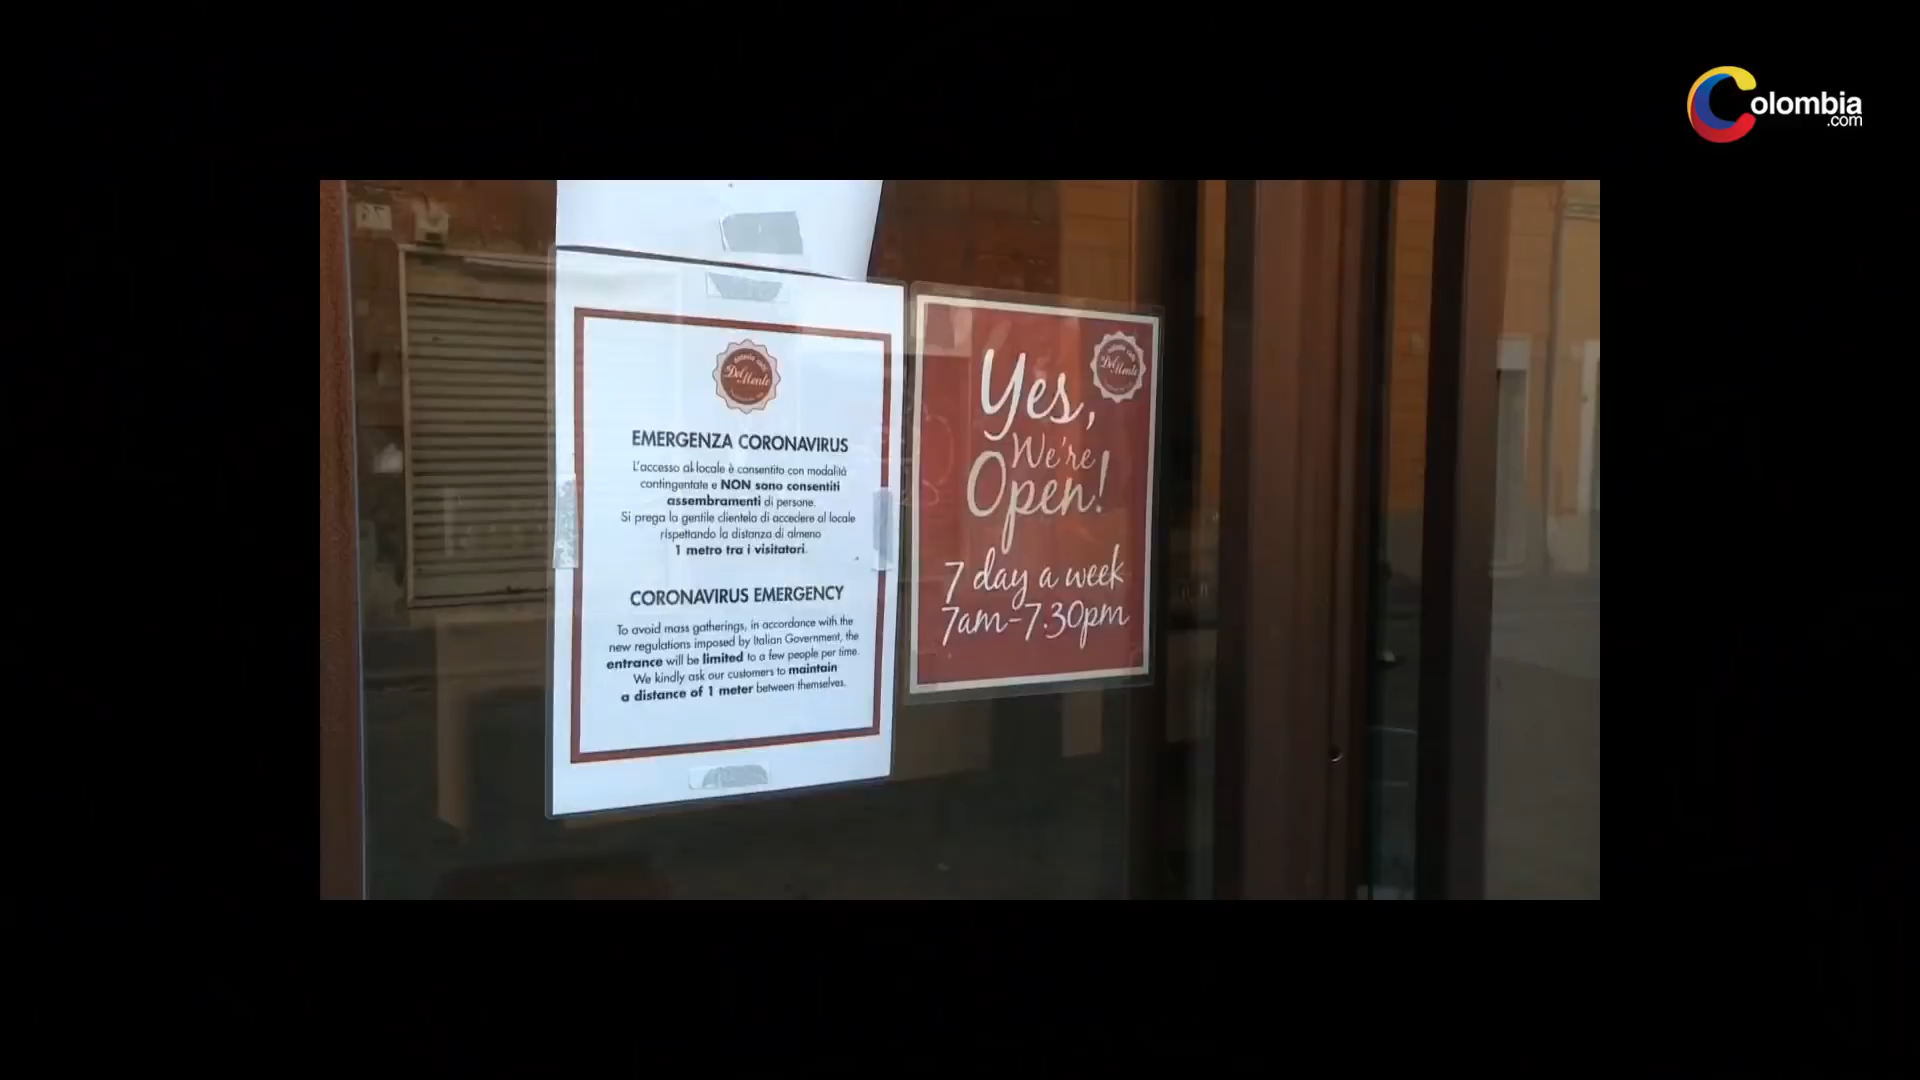 Colombia
.com
Del Monte
EMERGENZA CORONAVIRUS
L'accesso al locale è consentito con modalità
contingentate e NON sono consentiti
assembramenti di persone.
Si prega la gentile clientela di accedere al locale
rispettando la distanza di almeno
1 metro tra i visitatori.
CORONAVIRUS EMERGENCY
To avoid mass gatherings, in accordance with the
new regulations imposed by Italian Government, the
entrance will be limited to a few people per time.
We kindly ask our customers to maintain
a distance of 1 meter between themselves.
Yes,
We're
Open!
7 day a week
7am-7.30pm